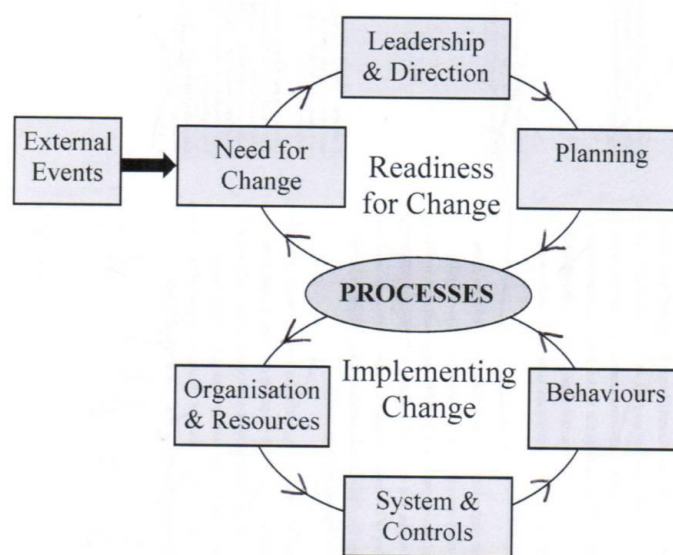 Leadership
& Direction
External
Events
Need for
Change
Planning
Readiness
for Change
PROCESSES
Organisation
& Resources
Implementing
Change
Behaviours
System &
Controls